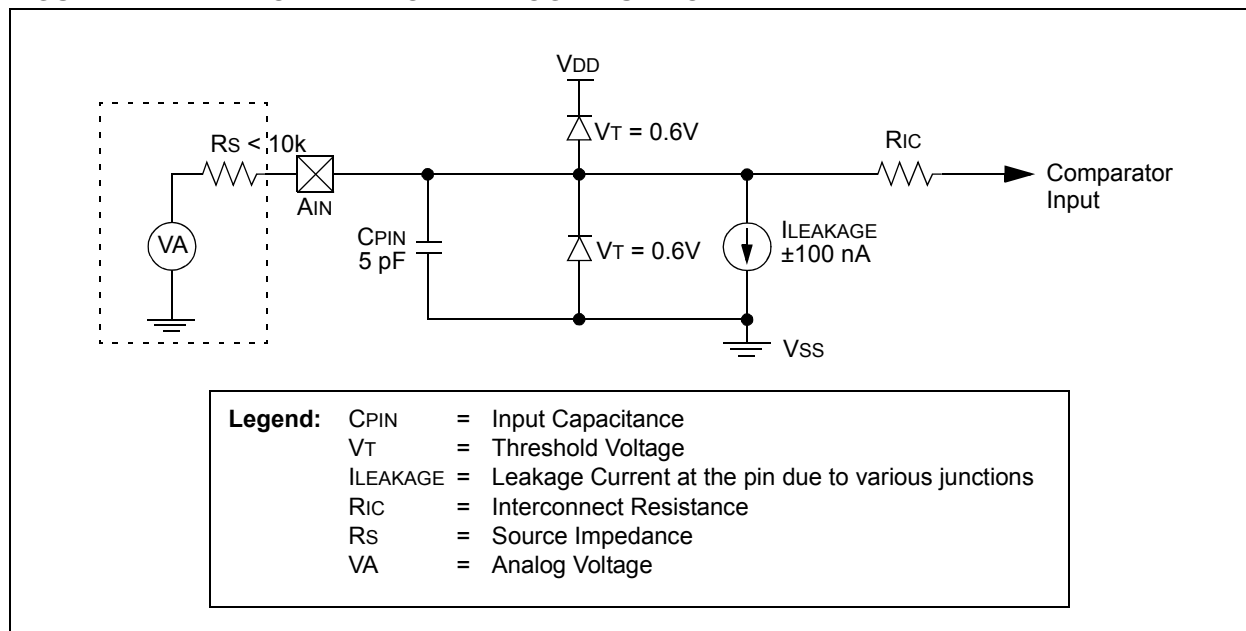 VDD
VT = 0.6V
RS < 10k
RIC
AIN
Comparator
Input
CPIN
5 pF
VA
VT = 0.6V
ILEAKAGE
±100 nA
VSS
Legend: CPIN = Input Capacitance
VT = Threshold Voltage
ILEAKAGE = Leakage Current at the pin due to various junctions
RIC = Interconnect Resistance
RS = Source Impedance
VA = Analog Voltage